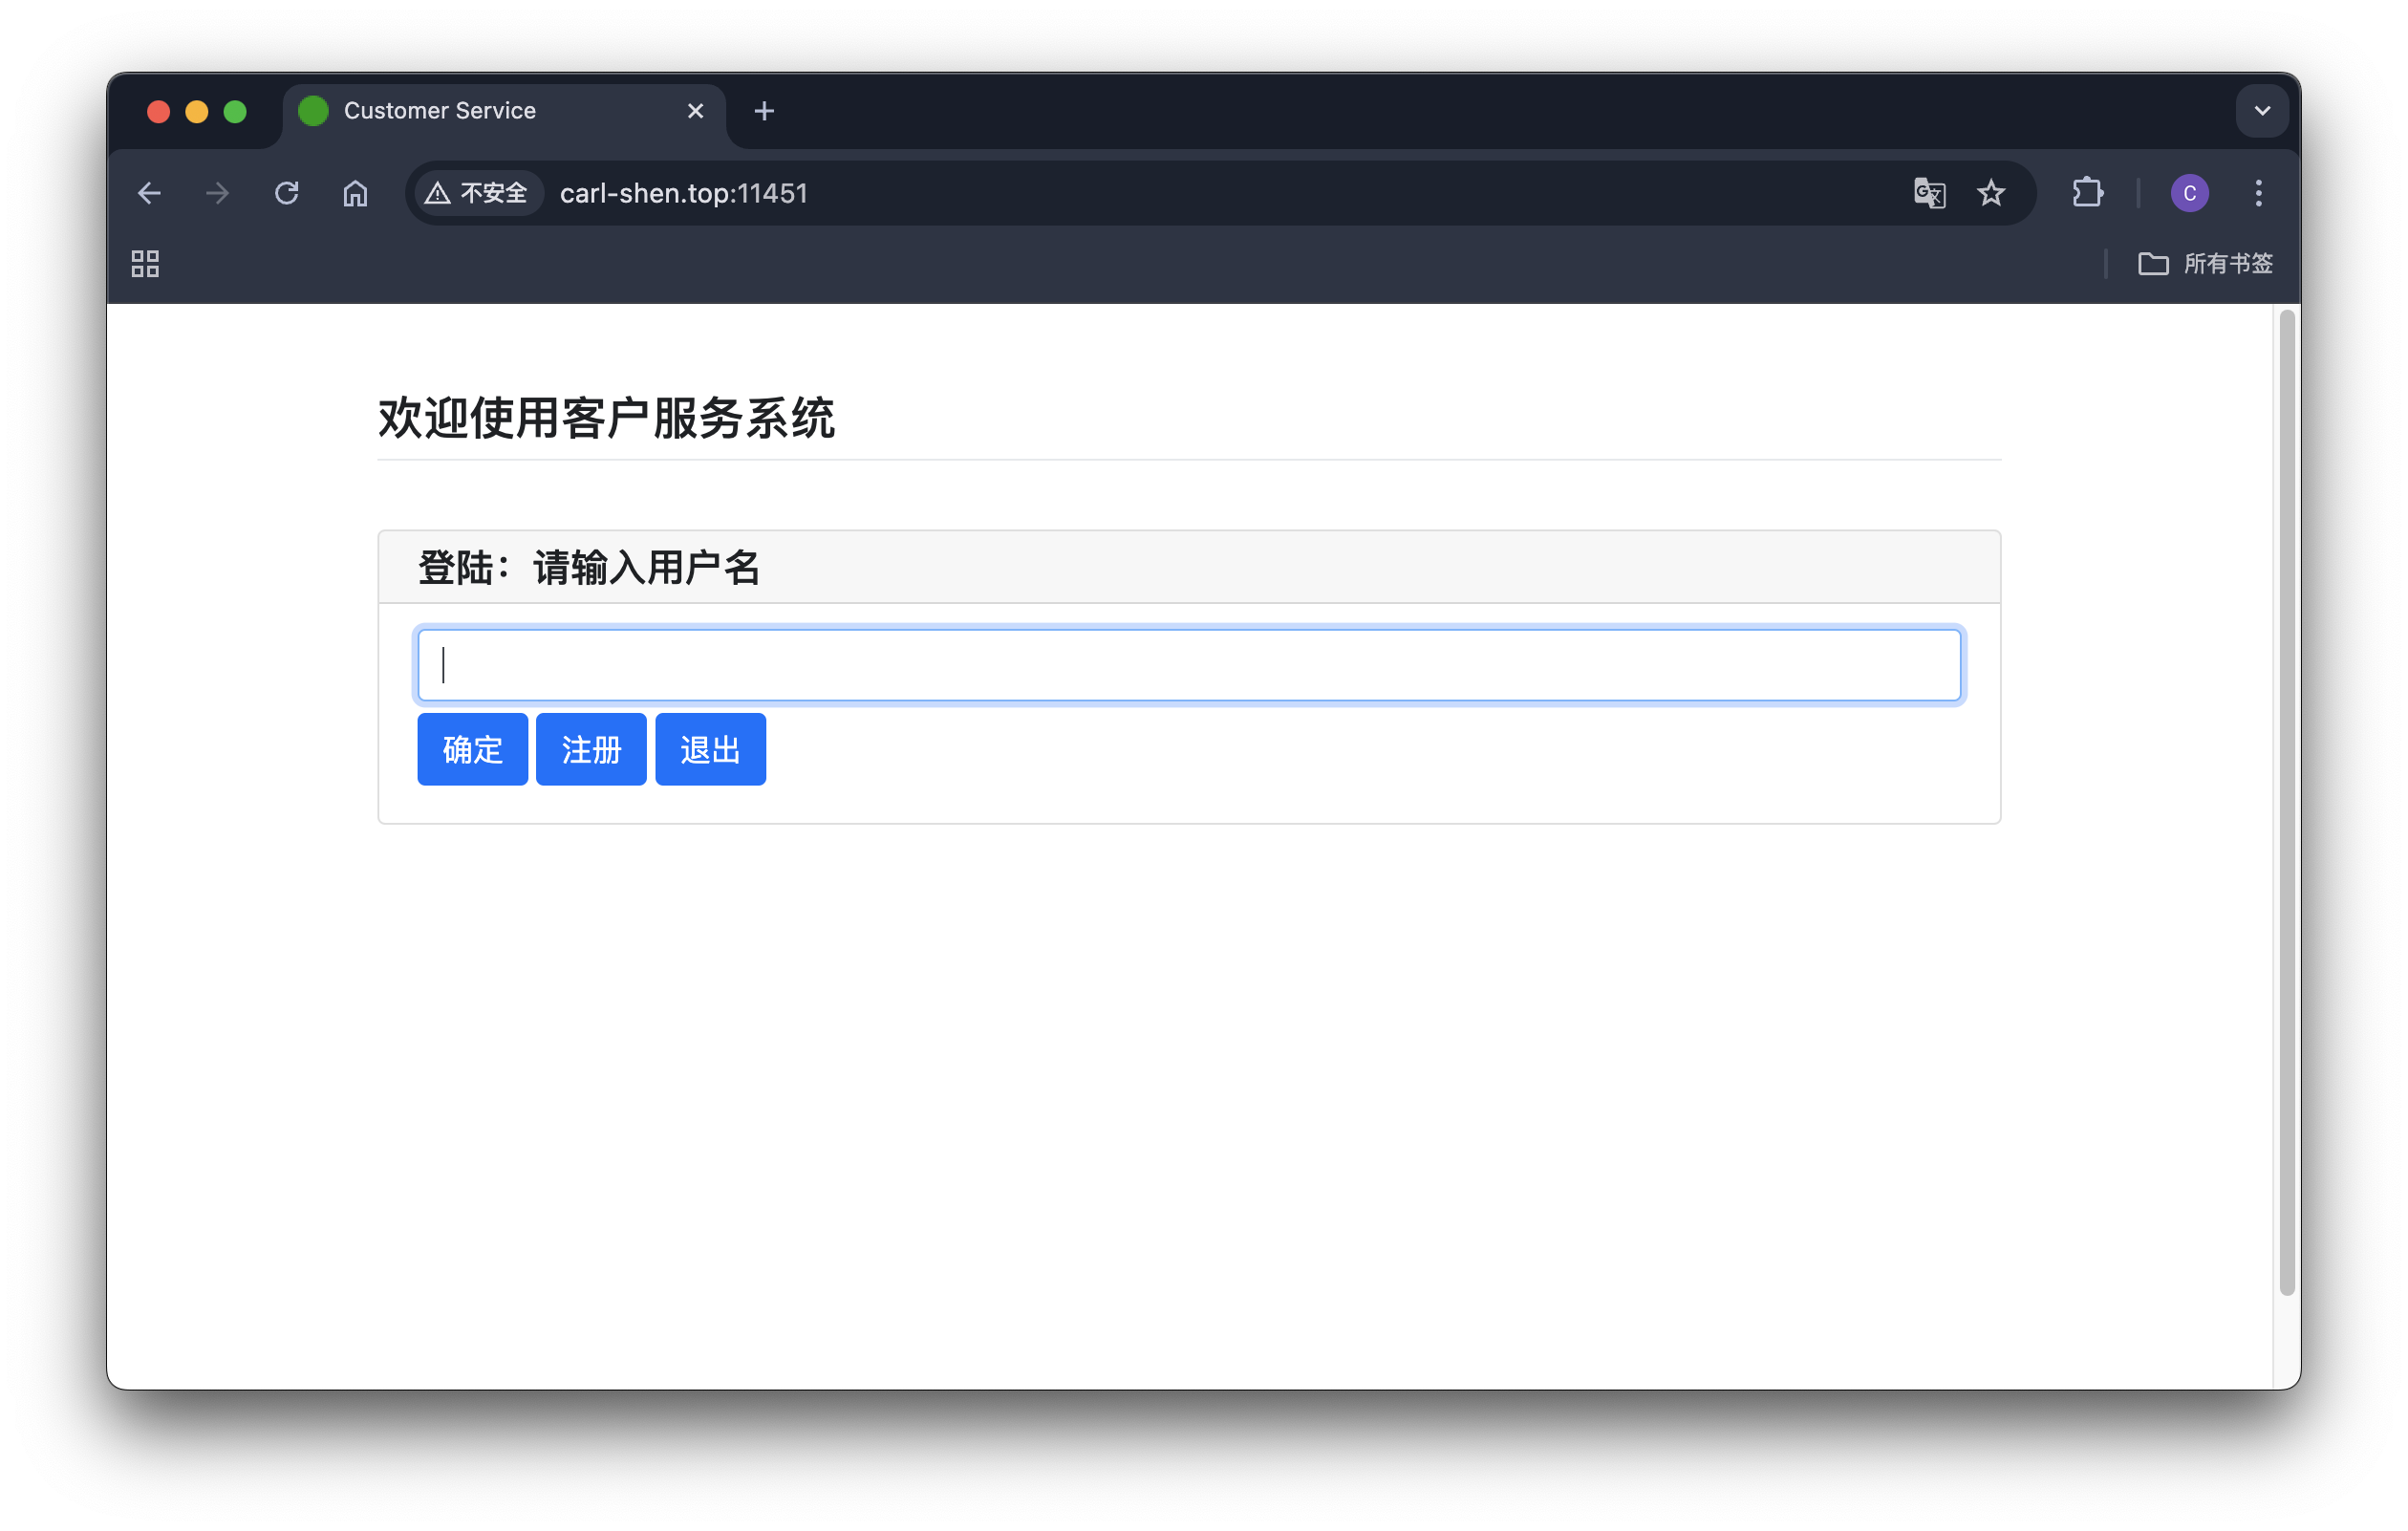 Customer Service
不安全 carl-shen.top:11451
C
所有书签
欢迎使用客户服务系统
登陆：请输入用户名
确定 注册 退出